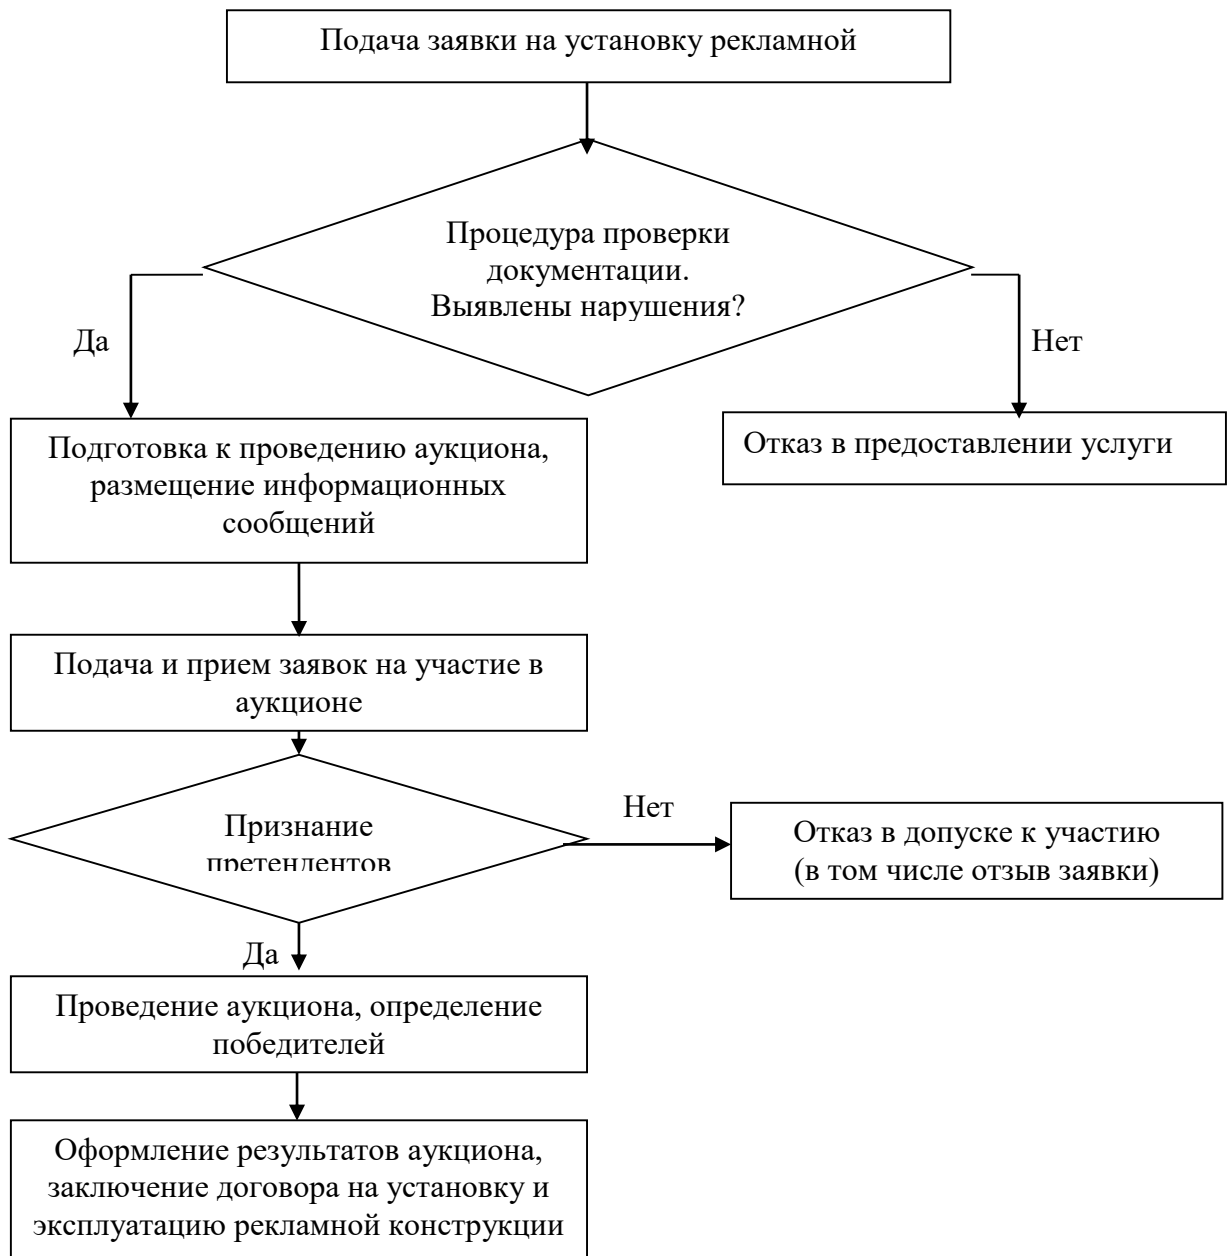 Подача заявки на установку рекламной
Процедура проверки
документации.
Выявлены нарушения?
Да
Нет
Подготовка к проведению аукциона,
размещение информационных
сообщений
Отказ в предоставлении услуги
Подача и прием заявок на участие в
аукционе
Признание
претендентов
Нет
Отказ в допуске к участию
(в том числе отзыв заявки)
Да
Проведение аукциона, определение
победителей
Оформление результатов аукциона,
заключение договора на установку и
эксплуатацию рекламной конструкции